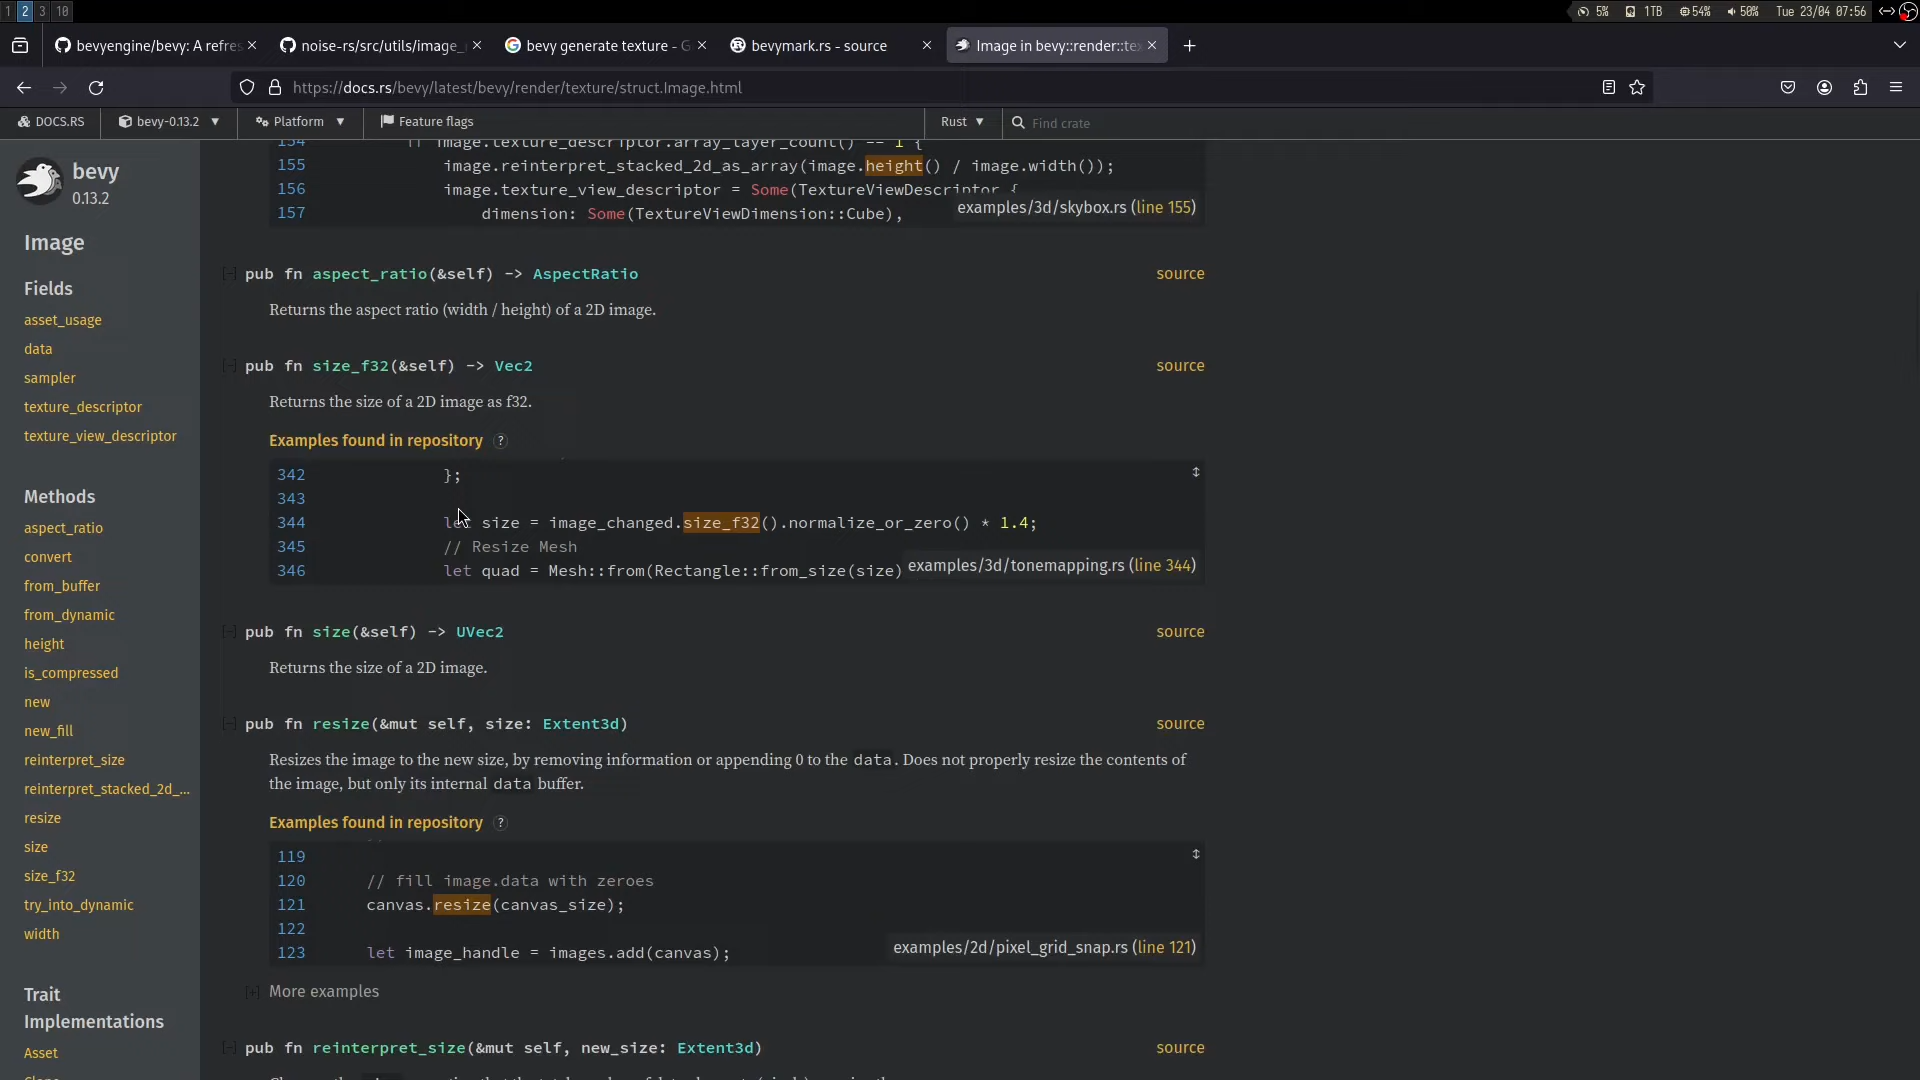 1 2 3 10 5% 1TB 54% 50% Tue 23/04 07:56
bevyengine/bevy: A refres noise-rs/src/utils/image_ bevy generate texture - G bevymark.rs - source Image in bevy::render::tex
https://docs.rs/bevy/latest/bevy/render/texture/struct.Image.html
DOCS.RS bevy-0.13.2 Platform Feature flags Rust Find crate
bevy
0.13.2
Image
Fields
asset_usage
data
sampler
texture_descriptor
texture_view_descriptor
Methods
aspect_ratio
convert
from_buffer
from_dynamic
height
is_compressed
new
new_fill
reinterpret_size
reinterpret_stacked_2d_...
resize
size
size_f32
try_into_dynamic
width
Trait
Implementations
Asset
Clone
154 if image.texture_descriptor.array_layer_count() == 1 {
155 image.reinterpret_stacked_2d_as_array(image.height() / image.width());
156 image.texture_view_descriptor = Some(TextureViewDescriptor {
157 dimension: Some(TextureViewDimension::Cube),
examples/3d/skybox.rs (line 155)
[-] pub fn aspect_ratio(&self) -> AspectRatio source
Returns the aspect ratio (width / height) of a 2D image.
[-] pub fn size_f32(&self) -> Vec2 source
Returns the size of a 2D image as f32.
Examples found in repository ?
342 };
343
344 let size = image_changed.size_f32().normalize_or_zero() * 1.4;
345 // Resize Mesh
346 let quad = Mesh::from(Rectangle::from_size(size)
examples/3d/tonemapping.rs (line 344)
[-] pub fn size(&self) -> UVec2 source
Returns the size of a 2D image.
[-] pub fn resize(&mut self, size: Extent3d) source
Resizes the image to the new size, by removing information or appending 0 to the data. Does not properly resize the contents of
the image, but only its internal data buffer.
Examples found in repository ?
119
120 // fill image.data with zeroes
121 canvas.resize(canvas_size);
122
123 let image_handle = images.add(canvas);
examples/2d/pixel_grid_snap.rs (line 121)
[+] More examples
[-] pub fn reinterpret_size(&mut self, new_size: Extent3d) source